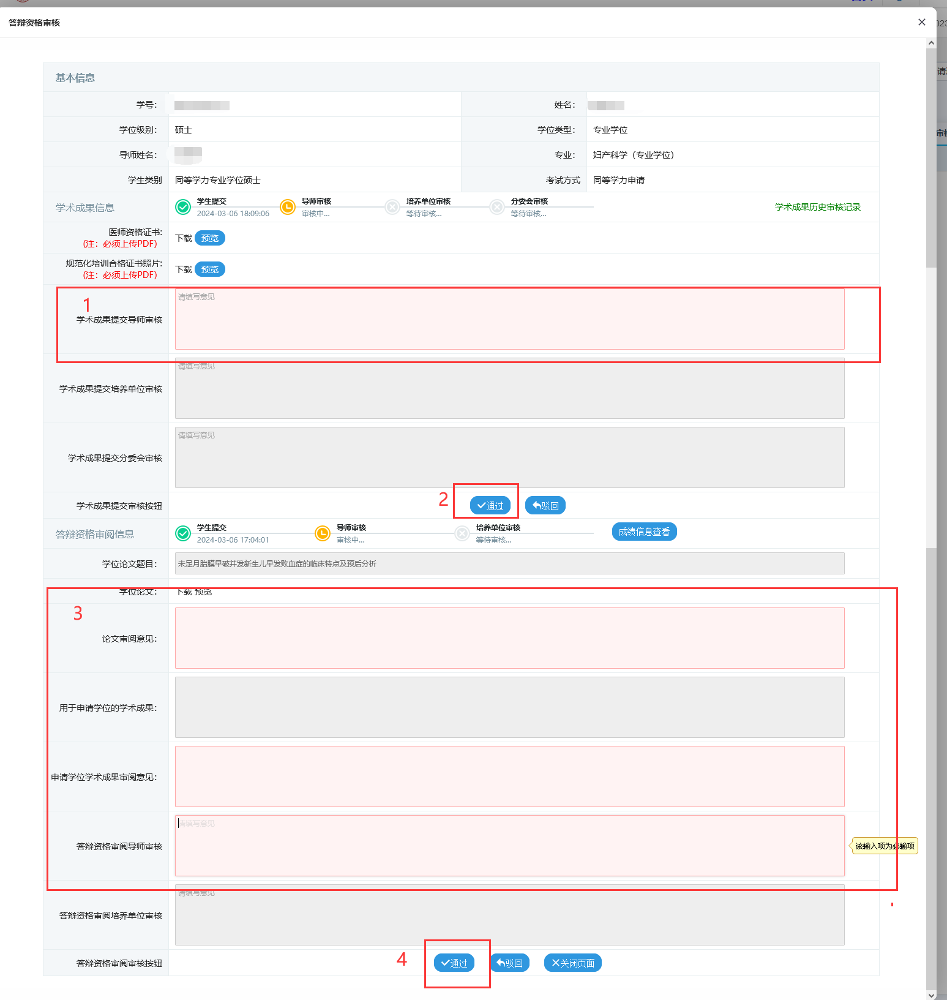 答辩资格审核
基本信息
学号：
姓名：
学位级别： 硕士
学位类型： 专业学位
导师姓名：
专业： 妇产科学（专业学位）
学生类别 同等学力专业学位硕士
考试方式 同等学力申请
学术成果信息
学生提交
2024-03-06 18:09:06
导师审核
审核中...
培养单位审核
等待审核...
分委会审核
等待审核...
学术成果历史审核记录
医师资格证书:
(注：必须上传PDF)
下载 预览
规范化培训合格证书照片:
(注：必须上传PDF)
下载 预览
1
学术成果提交导师审核
请填写意见
学术成果提交培养单位审核
请填写意见
学术成果提交分委会审核
请填写意见
学术成果提交审核按钮
2
通过
驳回
答辩资格审阅信息
学生提交
2024-03-06 17:04:01
导师审核
审核中...
培养单位审核
等待审核...
成绩信息查看
学位论文题目： 未足月胎膜早破并发新生儿早发败血症的临床特点及预后分析
学位论文： 下载 预览
3
论文审阅意见：
用于申请学位的学术成果：
申请学位学术成果审阅意见：
答辩资格审阅导师审核
请填写意见
该输入项为必输项
答辩资格审阅培养单位审核
请填写意见
答辩资格审阅审核按钮
4
通过
驳回
关闭页面